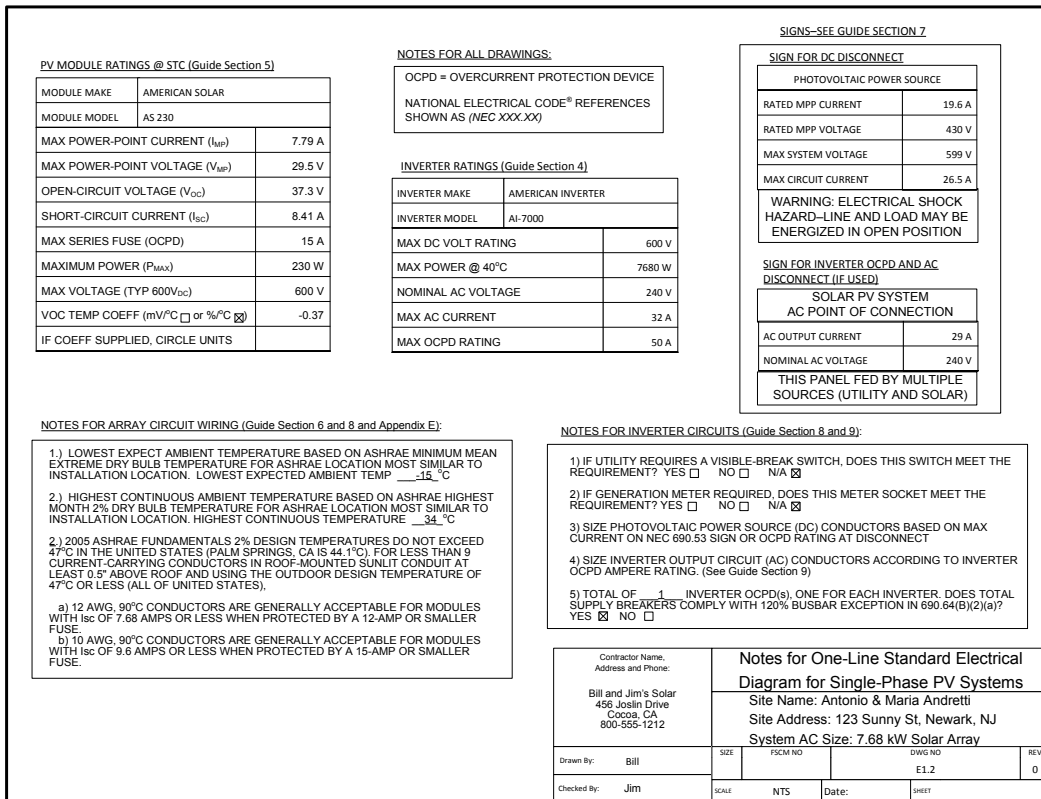 PV MODULE RATINGS @ STC (Guide Section 5)
MODULE MAKE AMERICAN SOLAR
MODULE MODEL AS 230
MAX POWER-POINT CURRENT (IMP) 7.79 A
MAX POWER-POINT VOLTAGE (VMP) 29.5 V
OPEN-CIRCUIT VOLTAGE (VOC) 37.3 V
SHORT-CIRCUIT CURRENT (ISC) 8.41 A
MAX SERIES FUSE (OCPD) 15 A
MAXIMUM POWER (PMAX) 230 W
MAX VOLTAGE (TYP 600VDC) 600 V
VOC TEMP COEFF (mV/°C ☐ or %/°C ☒) -0.37
IF COEFF SUPPLIED, CIRCLE UNITS
NOTES FOR ALL DRAWINGS:
OCPD = OVERCURRENT PROTECTION DEVICE
NATIONAL ELECTRICAL CODE® REFERENCES
SHOWN AS (NEC XXX.XX)
INVERTER RATINGS (Guide Section 4)
INVERTER MAKE AMERICAN INVERTER
INVERTER MODEL AI-7000
MAX DC VOLT RATING 600 V
MAX POWER @ 40°C 7680 W
NOMINAL AC VOLTAGE 240 V
MAX AC CURRENT 32 A
MAX OCPD RATING 50 A
SIGNS–SEE GUIDE SECTION 7
SIGN FOR DC DISCONNECT
PHOTOVOLTAIC POWER SOURCE
RATED MPP CURRENT 19.6 A
RATED MPP VOLTAGE 430 V
MAX SYSTEM VOLTAGE 599 V
MAX CIRCUIT CURRENT 26.5 A
WARNING: ELECTRICAL SHOCK
HAZARD–LINE AND LOAD MAY BE
ENERGIZED IN OPEN POSITION
SIGN FOR INVERTER OCPD AND AC
DISCONNECT (IF USED)
SOLAR PV SYSTEM
AC POINT OF CONNECTION
AC OUTPUT CURRENT 29 A
NOMINAL AC VOLTAGE 240 V
THIS PANEL FED BY MULTIPLE
SOURCES (UTILITY AND SOLAR)
NOTES FOR ARRAY CIRCUIT WIRING (Guide Section 6 and 8 and Appendix E):
1.) LOWEST EXPECT AMBIENT TEMPERATURE BASED ON ASHRAE MINIMUM MEAN
EXTREME DRY BULB TEMPERATURE FOR ASHRAE LOCATION MOST SIMILAR TO
INSTALLATION LOCATION. LOWEST EXPECTED AMBIENT TEMP ___-15_°C
2.) HIGHEST CONTINUOUS AMBIENT TEMPERATURE BASED ON ASHRAE HIGHEST
MONTH 2% DRY BULB TEMPERATURE FOR ASHRAE LOCATION MOST SIMILAR TO
INSTALLATION LOCATION. HIGHEST CONTINUOUS TEMPERATURE __34_°C
2.) 2005 ASHRAE FUNDAMENTALS 2% DESIGN TEMPERATURES DO NOT EXCEED
47°C IN THE UNITED STATES (PALM SPRINGS, CA IS 44.1°C). FOR LESS THAN 9
CURRENT-CARRYING CONDUCTORS IN ROOF-MOUNTED SUNLIT CONDUIT AT
LEAST 0.5" ABOVE ROOF AND USING THE OUTDOOR DESIGN TEMPERATURE OF
47°C OR LESS (ALL OF UNITED STATES),
a) 12 AWG, 90°C CONDUCTORS ARE GENERALLY ACCEPTABLE FOR MODULES
WITH Isc OF 7.68 AMPS OR LESS WHEN PROTECTED BY A 12-AMP OR SMALLER
FUSE.
b) 10 AWG, 90°C CONDUCTORS ARE GENERALLY ACCEPTABLE FOR MODULES
WITH Isc OF 9.6 AMPS OR LESS WHEN PROTECTED BY A 15-AMP OR SMALLER
FUSE.
NOTES FOR INVERTER CIRCUITS (Guide Section 8 and 9):
1) IF UTILITY REQUIRES A VISIBLE-BREAK SWITCH, DOES THIS SWITCH MEET THE
REQUIREMENT? YES ☐ NO ☐ N/A ☒
2) IF GENERATION METER REQUIRED, DOES THIS METER SOCKET MEET THE
REQUIREMENT? YES ☐ NO ☐ N/A ☒
3) SIZE PHOTOVOLTAIC POWER SOURCE (DC) CONDUCTORS BASED ON MAX
CURRENT ON NEC 690.53 SIGN OR OCPD RATING AT DISCONNECT
4) SIZE INVERTER OUTPUT CIRCUIT (AC) CONDUCTORS ACCORDING TO INVERTER
OCPD AMPERE RATING. (See Guide Section 9)
5) TOTAL OF ___1___ INVERTER OCPD(s), ONE FOR EACH INVERTER. DOES TOTAL
SUPPLY BREAKERS COMPLY WITH 120% BUSBAR EXCEPTION IN 690.64(B)(2)(a)?
YES ☒ NO ☐
Contractor Name,
Address and Phone:
Bill and Jim's Solar
456 Joslin Drive
Cocoa, CA
800-555-1212
Drawn By: Bill
Checked By: Jim
Notes for One-Line Standard Electrical
Diagram for Single-Phase PV Systems
Site Name: Antonio & Maria Andretti
Site Address: 123 Sunny St, Newark, NJ
System AC Size: 7.68 kW Solar Array
SIZE FSCM NO DWG NO REV
E1.2 0
SCALE NTS Date: SHEET